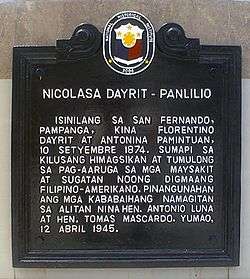 NICOLASA DAYRIT - PANLILIO
ISINILANG SA SAN FERNANDO,
PAMPANGA, KINA FLORENTINO
DAYRIT AT ANTONINA PAMINTUAN,
10 SETYEMBRE 1874. SUMAPI SA
KILUSANG HIMAGSIKAN AT TUMULONG
SA PAG-AARUGA SA MGA MAYSAKIT
AT SUGATAN NOONG DIGMAANG
FILIPINO-AMERIKANO. PINANGUNAHAN
ANG MGA KABABAIHANG NAMAGITAN
SA ALITAN NINA HEN. ANTONIO LUNA
AT HEN. TOMAS MASCARDO. YUMAO,
12 ABRIL 1945.